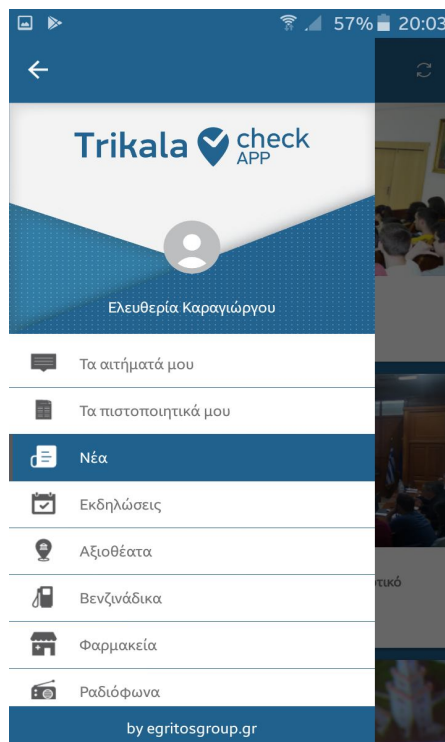 57% 20:03
Trikala check
APP
Ελευθερία Καραγιώργου
Τα αιτήματά μου
Τα πιστοποιητικά μου
Νέα
Εκδηλώσεις
Αξιοθέατα
Βενζινάδικα
τικό
Φαρμακεία
Ραδιόφωνα
by egritosgroup.gr